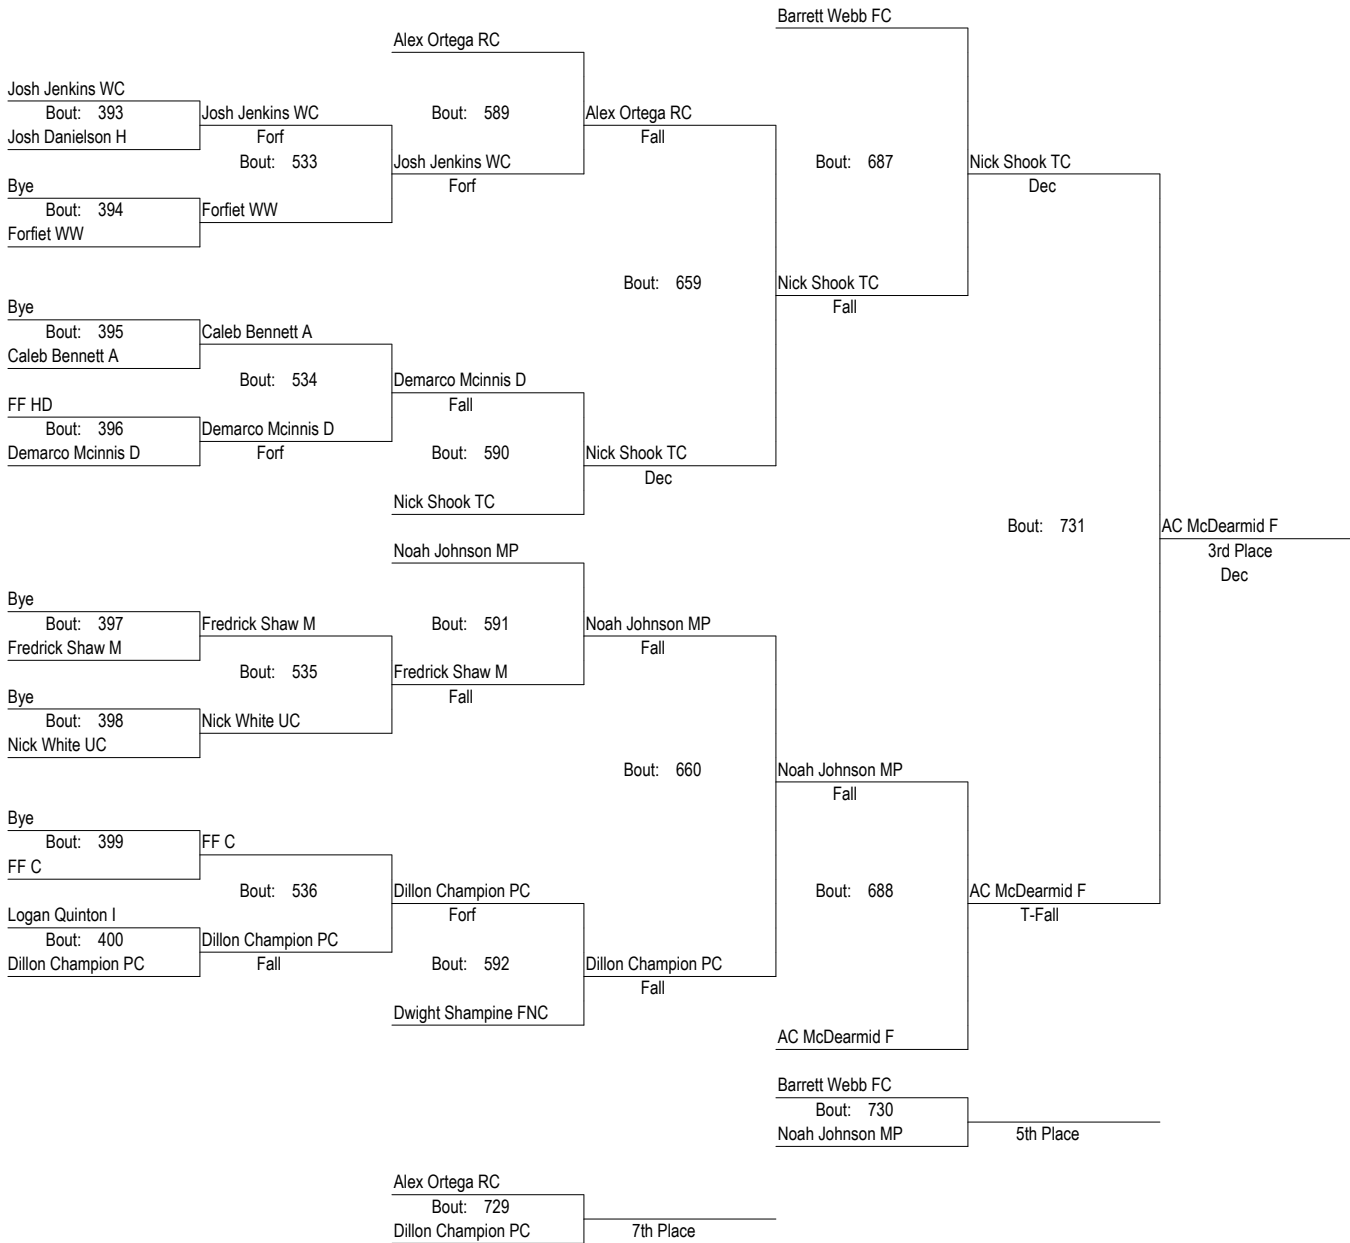 Barrett Webb FC
Alex Ortega RC
Josh Jenkins WC
Bout: 393
Josh Jenkins WC
Bout: 589
Alex Ortega RC
Josh Danielson H
Forf
Fall
Bout: 533
Josh Jenkins WC
Bout: 687
Nick Shook TC
Bye
Forf
Dec
Bout: 394
Forfiet WW
Forfiet WW
Bout: 659
Nick Shook TC
Bye
Fall
Bout: 395
Caleb Bennett A
Caleb Bennett A
Bout: 534
Demarco Mcinnis D
FF HD
Fall
Bout: 396
Demarco Mcinnis D
Demarco Mcinnis D
Forf
Bout: 590
Nick Shook TC
Dec
Nick Shook TC
Bout: 731
AC McDearmid F
Noah Johnson MP
3rd Place
Dec
Bye
Bout: 397
Fredrick Shaw M
Bout: 591
Noah Johnson MP
Fredrick Shaw M
Fall
Bout: 535
Fredrick Shaw M
Bye
Fall
Bout: 398
Nick White UC
Nick White UC
Bout: 660
Noah Johnson MP
Fall
Bye
Bout: 399
FF C
FF C
Bout: 536
Dillon Champion PC
Bout: 688
AC McDearmid F
Logan Quinton I
Forf
T-Fall
Bout: 400
Dillon Champion PC
Dillon Champion PC
Fall
Bout: 592
Dillon Champion PC
Fall
Dwight Shampine FNC
AC McDearmid F
Barrett Webb FC
Bout: 730
Noah Johnson MP
5th Place
Alex Ortega RC
Bout: 729
Dillon Champion PC
7th Place